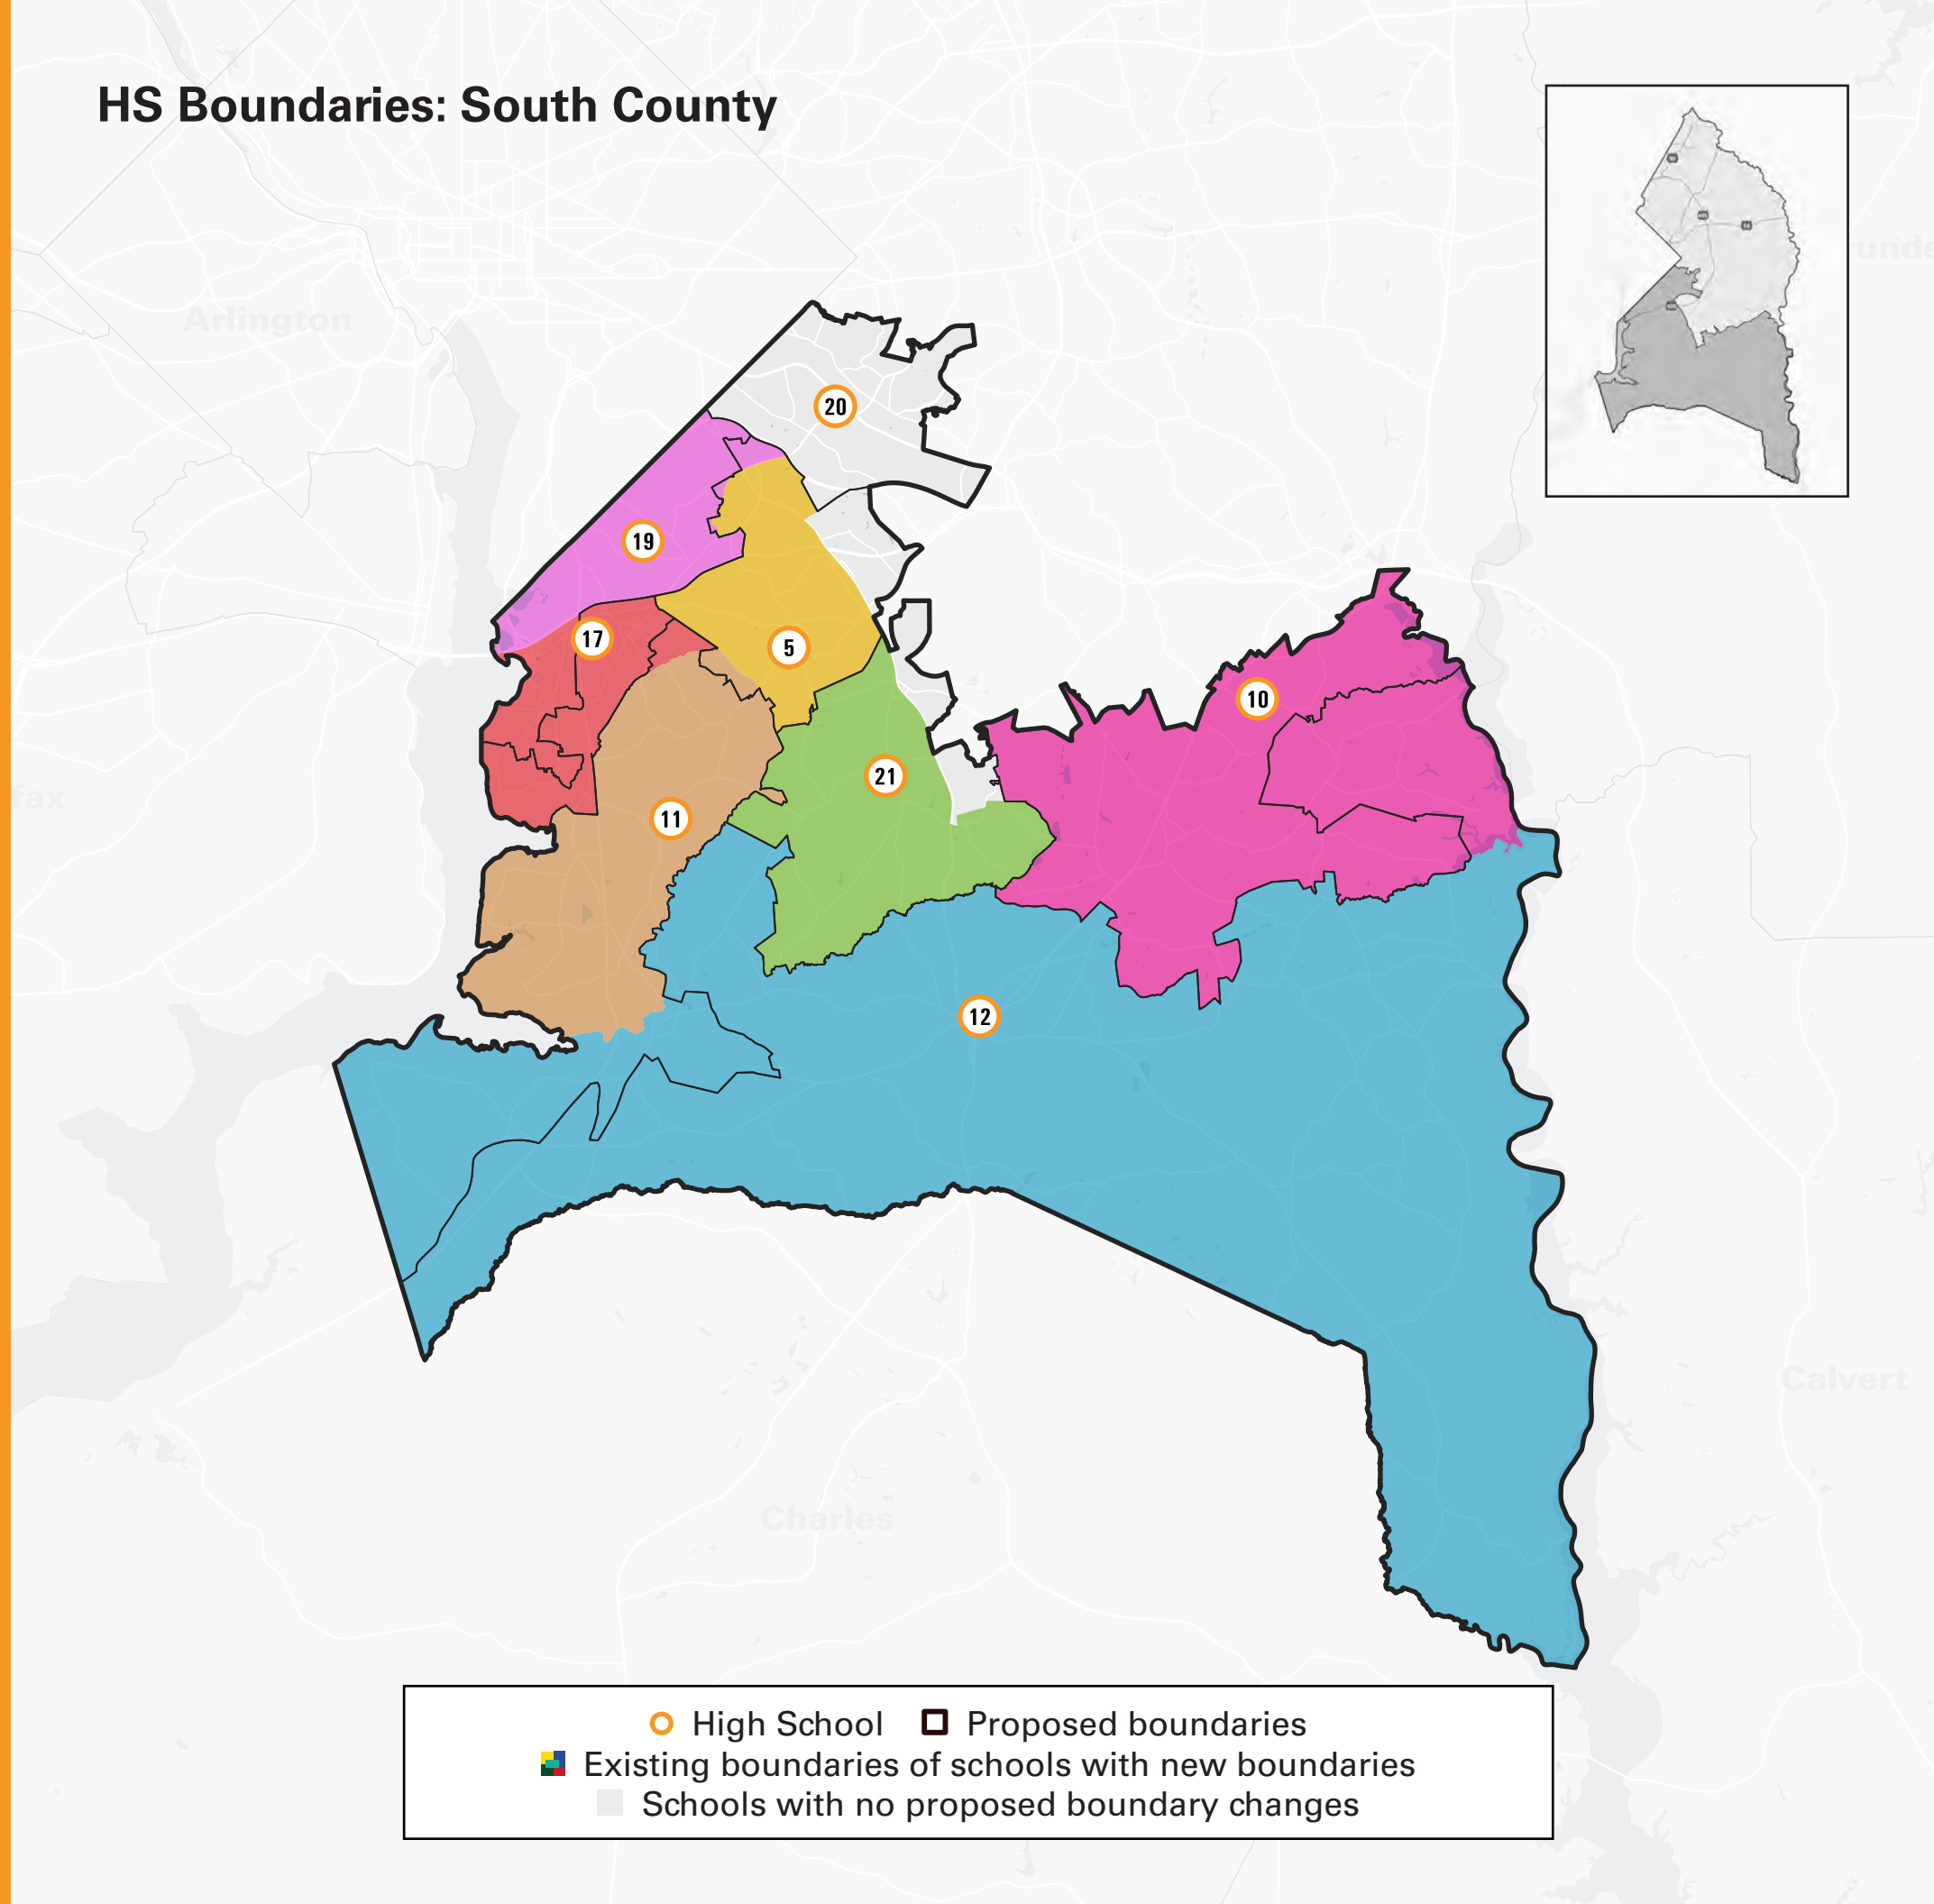 HS Boundaries: South County
runde
Arlington
20
19
17
5
10
21
fax
11
12
Calvert
Charles
High School
Proposed boundaries
Existing boundaries of schools with new boundaries
Schools with no proposed boundary changes